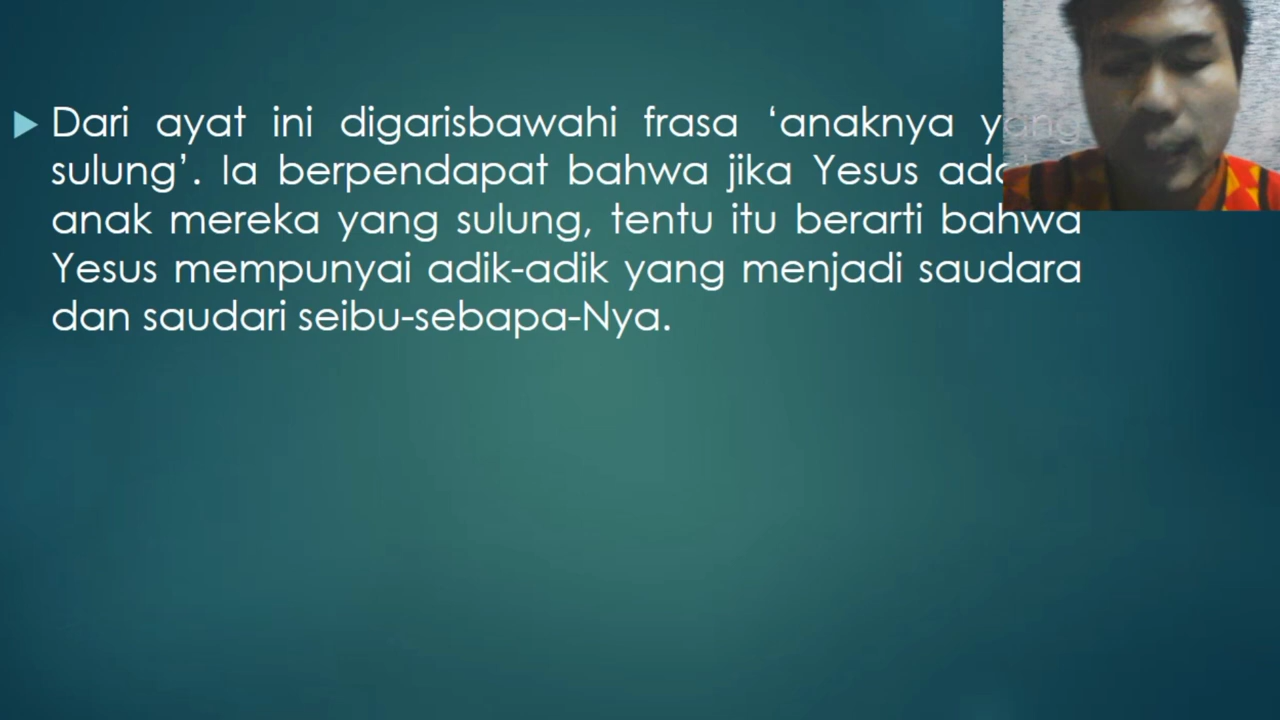 Dari ayat ini digarisbawahi frasa ‘anaknya yang
sulung’. Ia berpendapat bahwa jika Yesus
anak mereka yang sulung, tentu itu berarti bahwa
Yesus mempunyai adik-adik yang menjadi saudara
dan saudari seibu-sebapa-Nya.